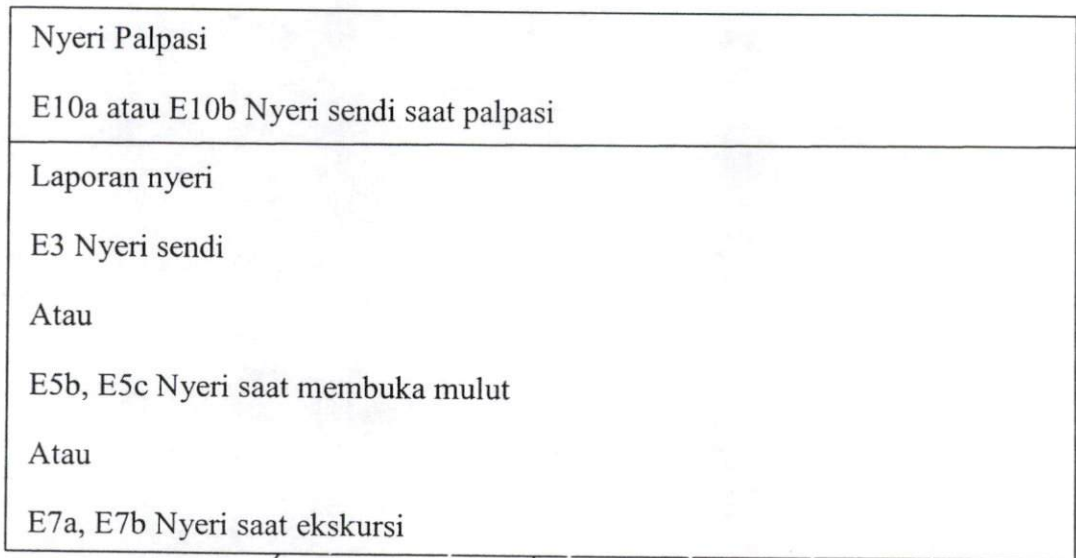 Nyeri Palpasi
E10a atau E10b Nyeri sendi saat palpasi
Laporan nyeri
E3 Nyeri sendi
Atau
E5b, E5c Nyeri saat membuka mulut
Atau
E7a, E7b Nyeri saat ekskursi